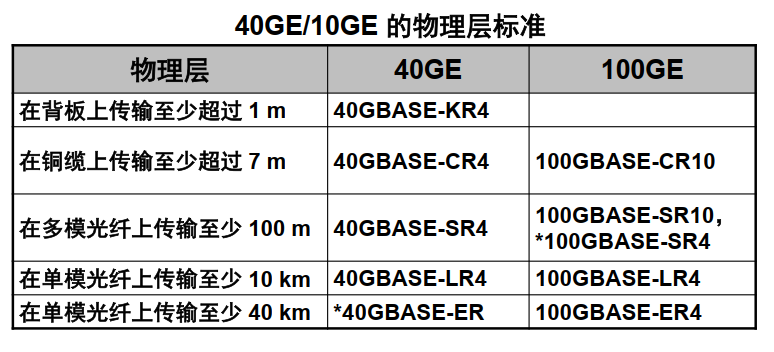 40GE/10GE 的物理层标准
物理层 40GE 100GE
在背板上传输至少超过 1 m 40GBASE-KR4
在铜缆上传输至少超过 7 m 40GBASE-CR4 100GBASE-CR10
在多模光纤上传输至少 100 m 40GBASE-SR4 100GBASE-SR10，
*100GBASE-SR4
在单模光纤上传输至少 10 km 40GBASE-LR4 100GBASE-LR4
在单模光纤上传输至少 40 km *40GBASE-ER 100GBASE-ER4